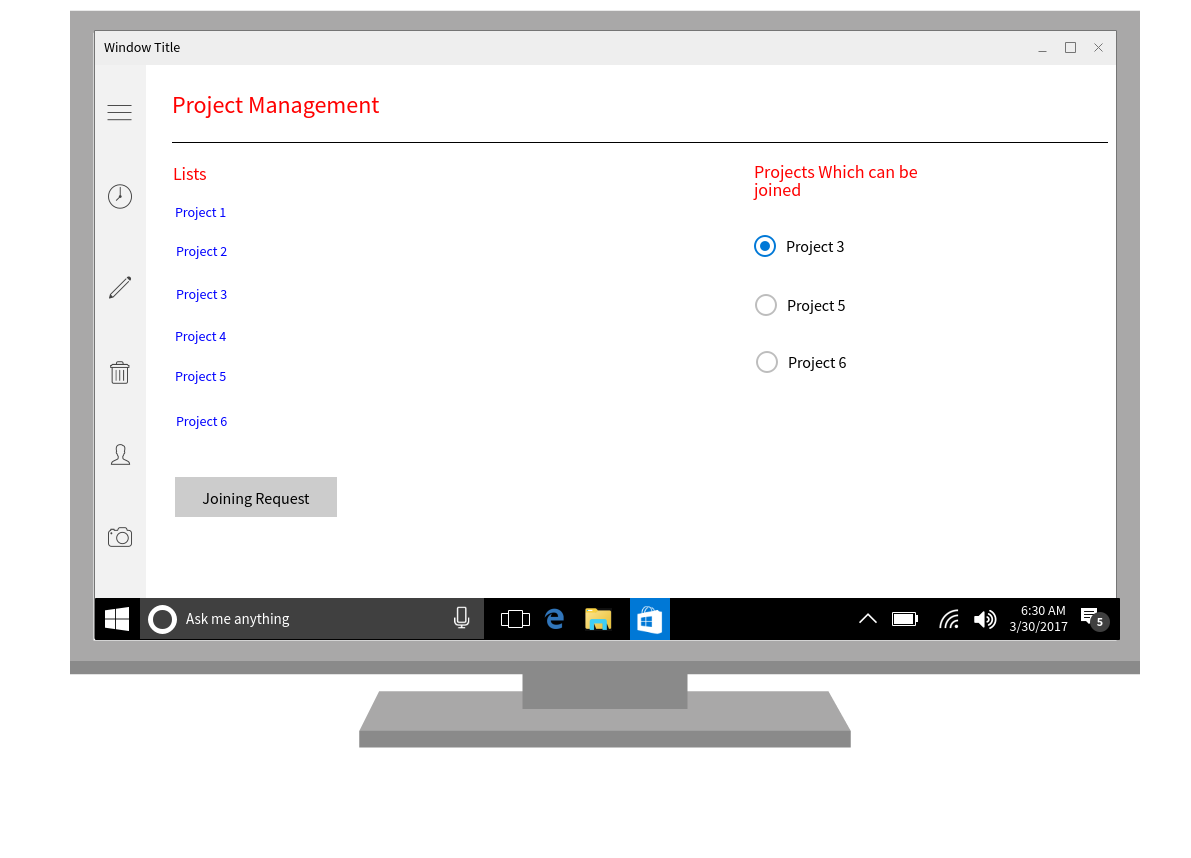 Window Title
Project Management
Lists
Project 1
Project 2
Project 3
Project 4
Project 5
Project 6
Joining Request
Projects Which can be
joined
Project 3
Project 5
Project 6
Ask me anything
6:30 AM
3/30/2017
5